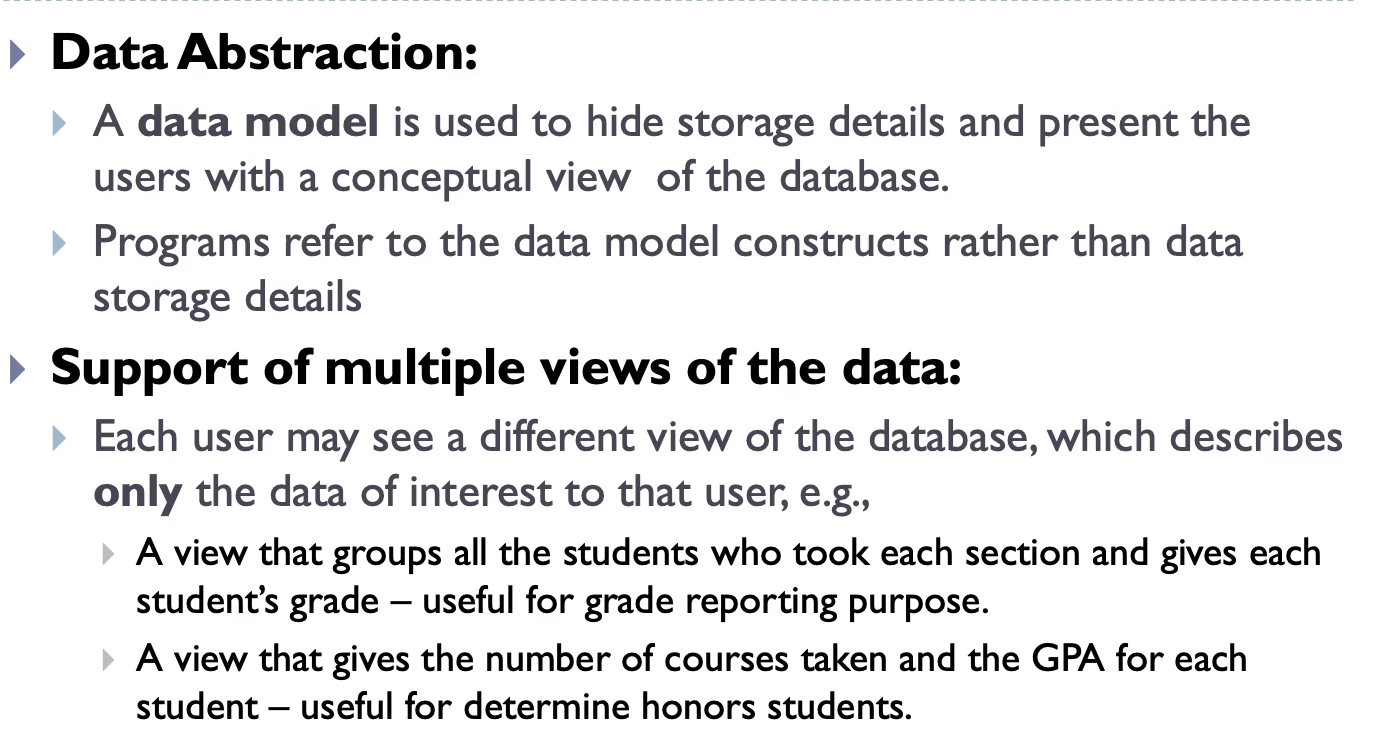 Data Abstraction:
A data model is used to hide storage details and present the
users with a conceptual view  of the database.
Programs refer to the data model constructs rather than data
storage details
Support of multiple views of the data:
Each user may see a different view of the database, which describes
only the data of interest to that user, e.g.,
A view that groups all the students who took each section and gives each
student’s grade – useful for grade reporting purpose.
A view that gives the number of courses taken and the GPA for each
student – useful for determine honors students.